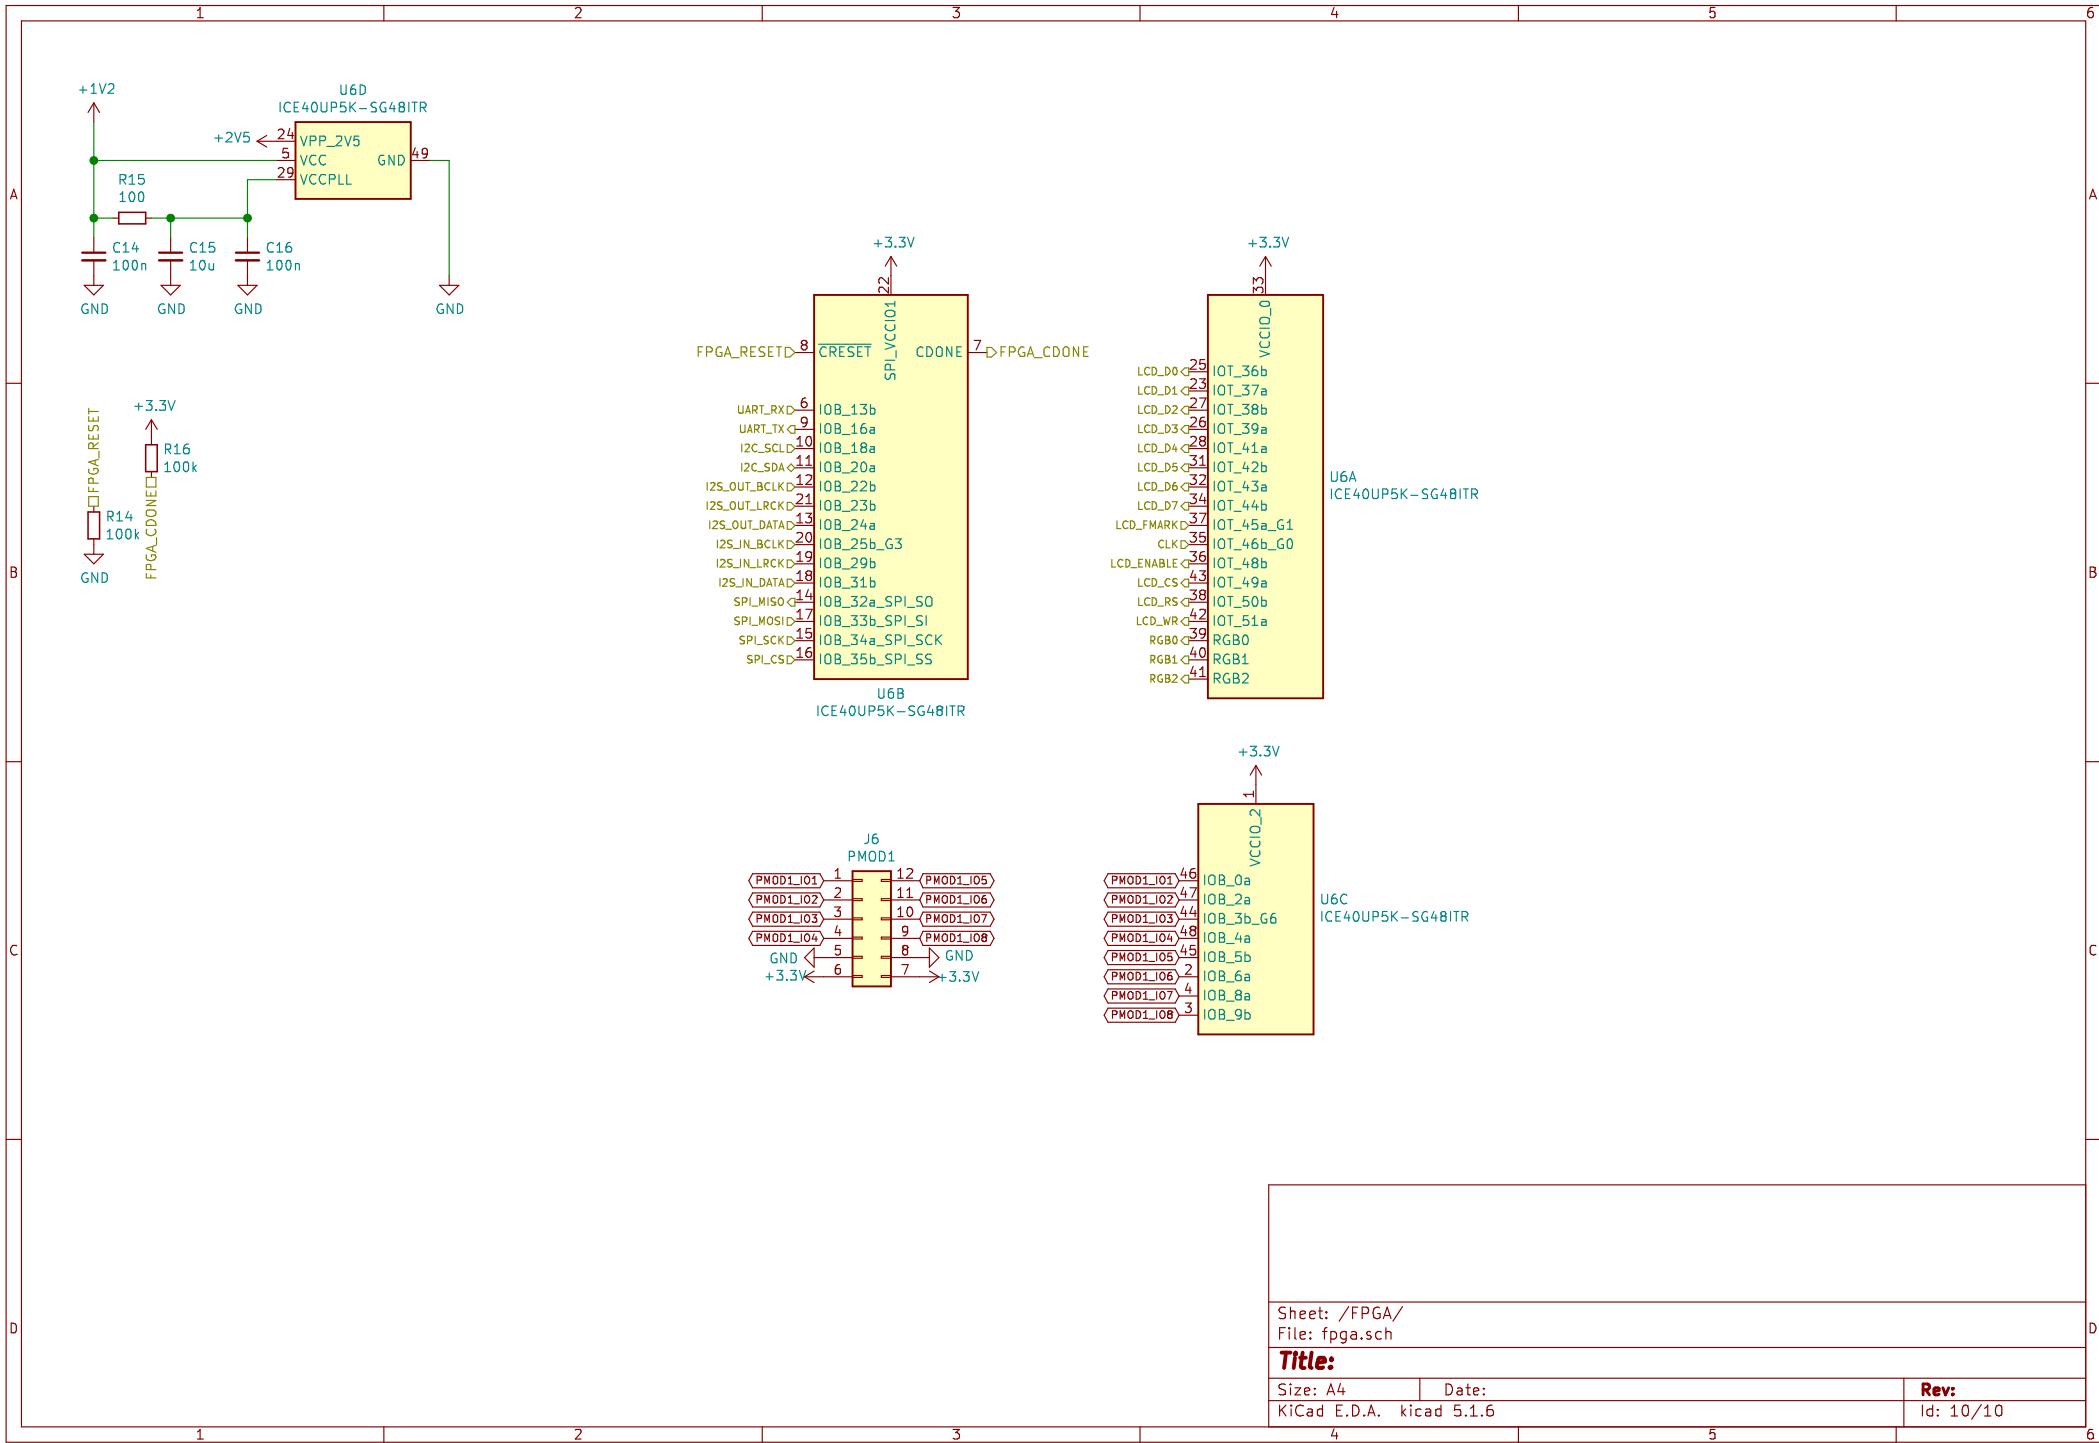 1 2 3 4 5 6
A A
B B
C C
D D
+1V2
U6D
ICE40UP5K-SG48ITR
+2V5 24 VPP_2V5
5 VCC GND 49
29 VCCPLL
R15
100
C14
100n
C15
10u
C16
100n
GND GND GND GND
FPGA_RESET
R14
100k
GND
+3.3V
R16
100k
FPGA_CDONE
+3.3V
22
SPI_VCCIO1
FPGA_RESET 8 CRESET CDONE 7 FPGA_CDONE
UART_RX 6 IOB_13b
UART_TX 9 IOB_16a
I2C_SCL 10 IOB_18a
I2C_SDA 11 IOB_20a
I2S_OUT_BCLK 12 IOB_22b
I2S_OUT_LRCK 21 IOB_23b
I2S_OUT_DATA 13 IOB_24a
I2S_IN_BCLK 20 IOB_25b_G3
I2S_IN_LRCK 19 IOB_29b
I2S_IN_DATA 18 IOB_31b
SPI_MISO 14 IOB_32a_SPI_SO
SPI_MOSI 17 IOB_33b_SPI_SI
SPI_SCK 15 IOB_34a_SPI_SCK
SPI_CS 16 IOB_35b_SPI_SS
U6B
ICE40UP5K-SG48ITR
+3.3V
33
VCCIO_0
LCD_D0 25 IOT_36b
LCD_D1 23 IOT_37a
LCD_D2 27 IOT_38b
LCD_D3 26 IOT_39a
LCD_D4 28 IOT_41a
LCD_D5 31 IOT_42b
LCD_D6 32 IOT_43a
LCD_D7 34 IOT_44b
LCD_FMARK 37 IOT_45a_G1
CLK 35 IOT_46b_G0
LCD_ENABLE 36 IOT_48b
LCD_CS 43 IOT_49a
LCD_RS 38 IOT_50b
LCD_WR 42 IOT_51a
RGB0 39 RGB0
RGB1 40 RGB1
RGB2 41 RGB2
U6A
ICE40UP5K-SG48ITR
J6
PMOD1
PMOD1_IO1 1 12 PMOD1_IO5
PMOD1_IO2 2 11 PMOD1_IO6
PMOD1_IO3 3 10 PMOD1_IO7
PMOD1_IO4 4 9 PMOD1_IO8
GND 5 8 GND
+3.3V 6 7 +3.3V
+3.3V
1
VCCIO_2
PMOD1_IO1 46 IOB_0a
PMOD1_IO2 47 IOB_2a
PMOD1_IO3 44 IOB_3b_G6
PMOD1_IO4 48 IOB_4a
PMOD1_IO5 45 IOB_5b
PMOD1_IO6 2 IOB_6a
PMOD1_IO7 4 IOB_8a
PMOD1_IO8 3 IOB_9b
U6C
ICE40UP5K-SG48ITR
Sheet: /FPGA/
File: fpga.sch
Title:
Size: A4 Date: Rev:
KiCad E.D.A. kicad 5.1.6 Id: 10/10
1 2 3 4 5 6